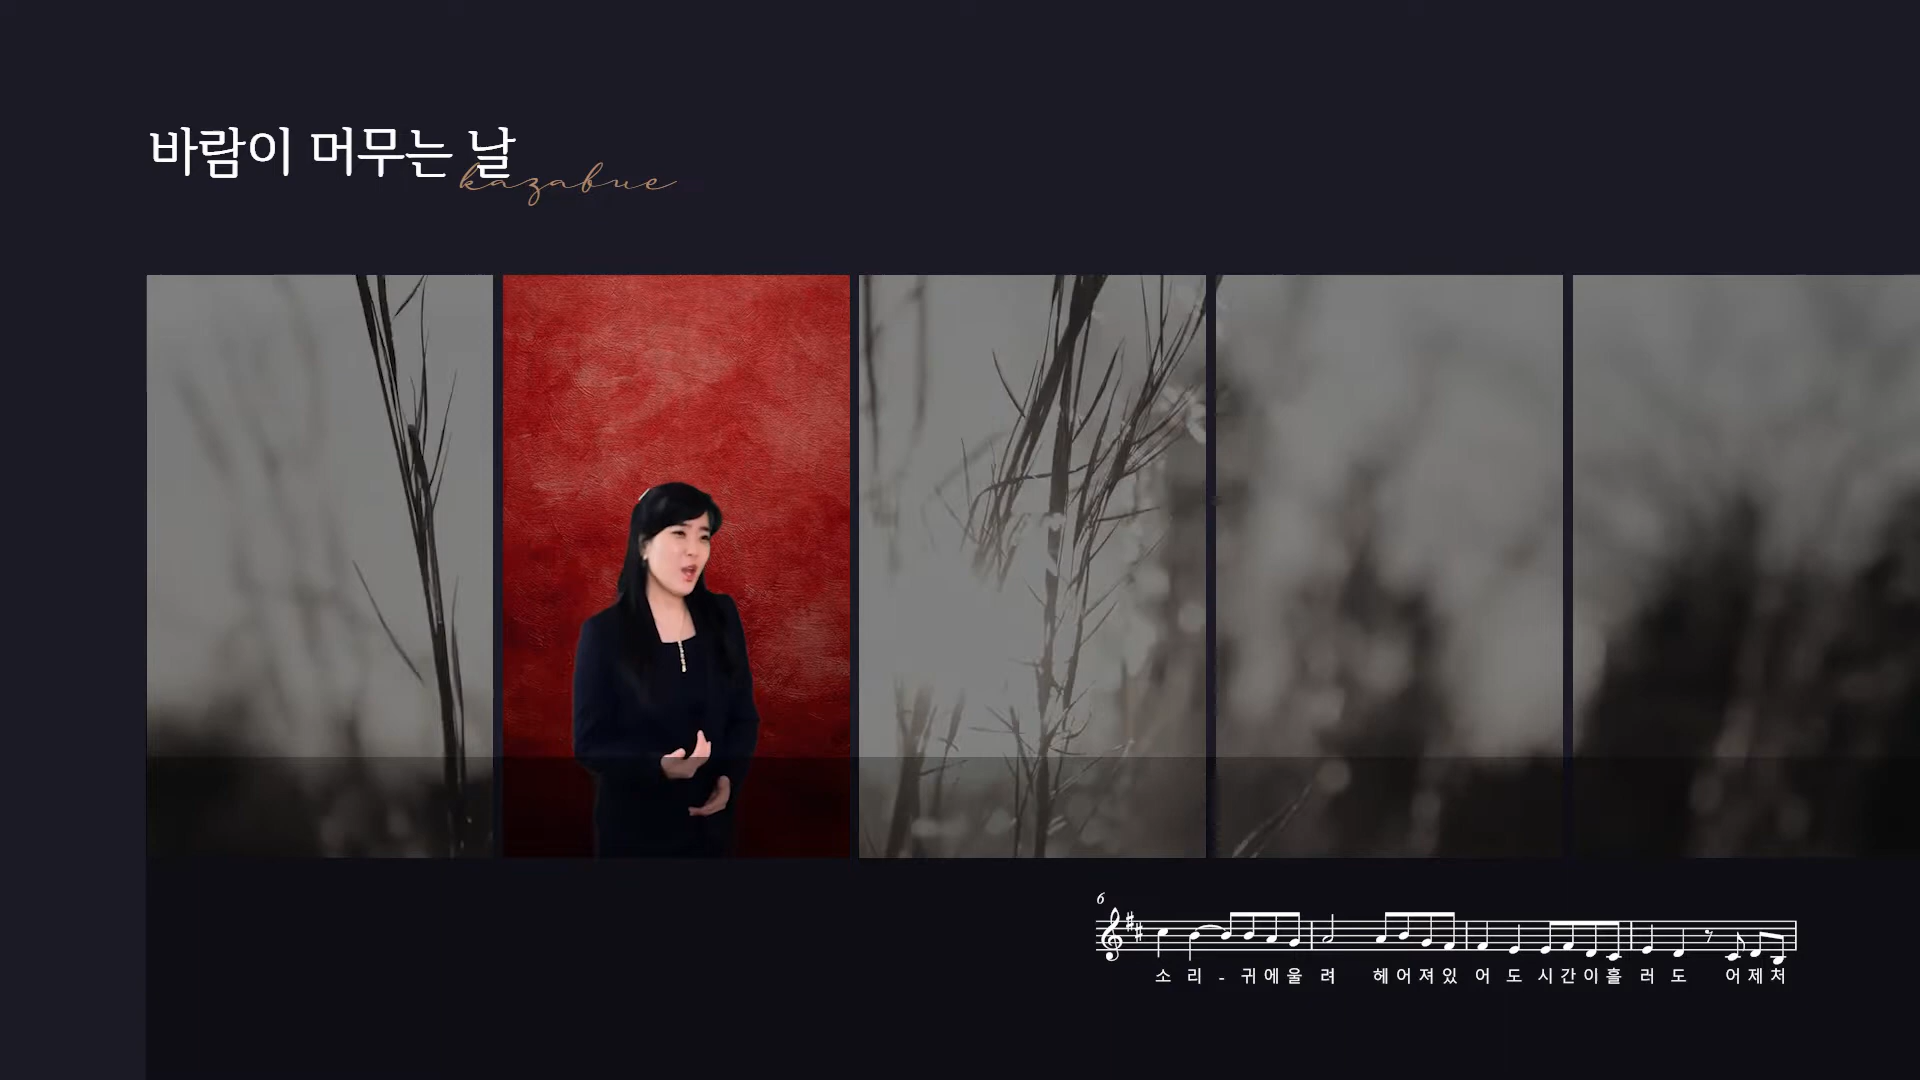 바람이 머무는 날
kazabue
6
소 리 - 귀 에 울 려 헤 어 져 있 어 도 시 간 이 흘 러 도 어 제 처